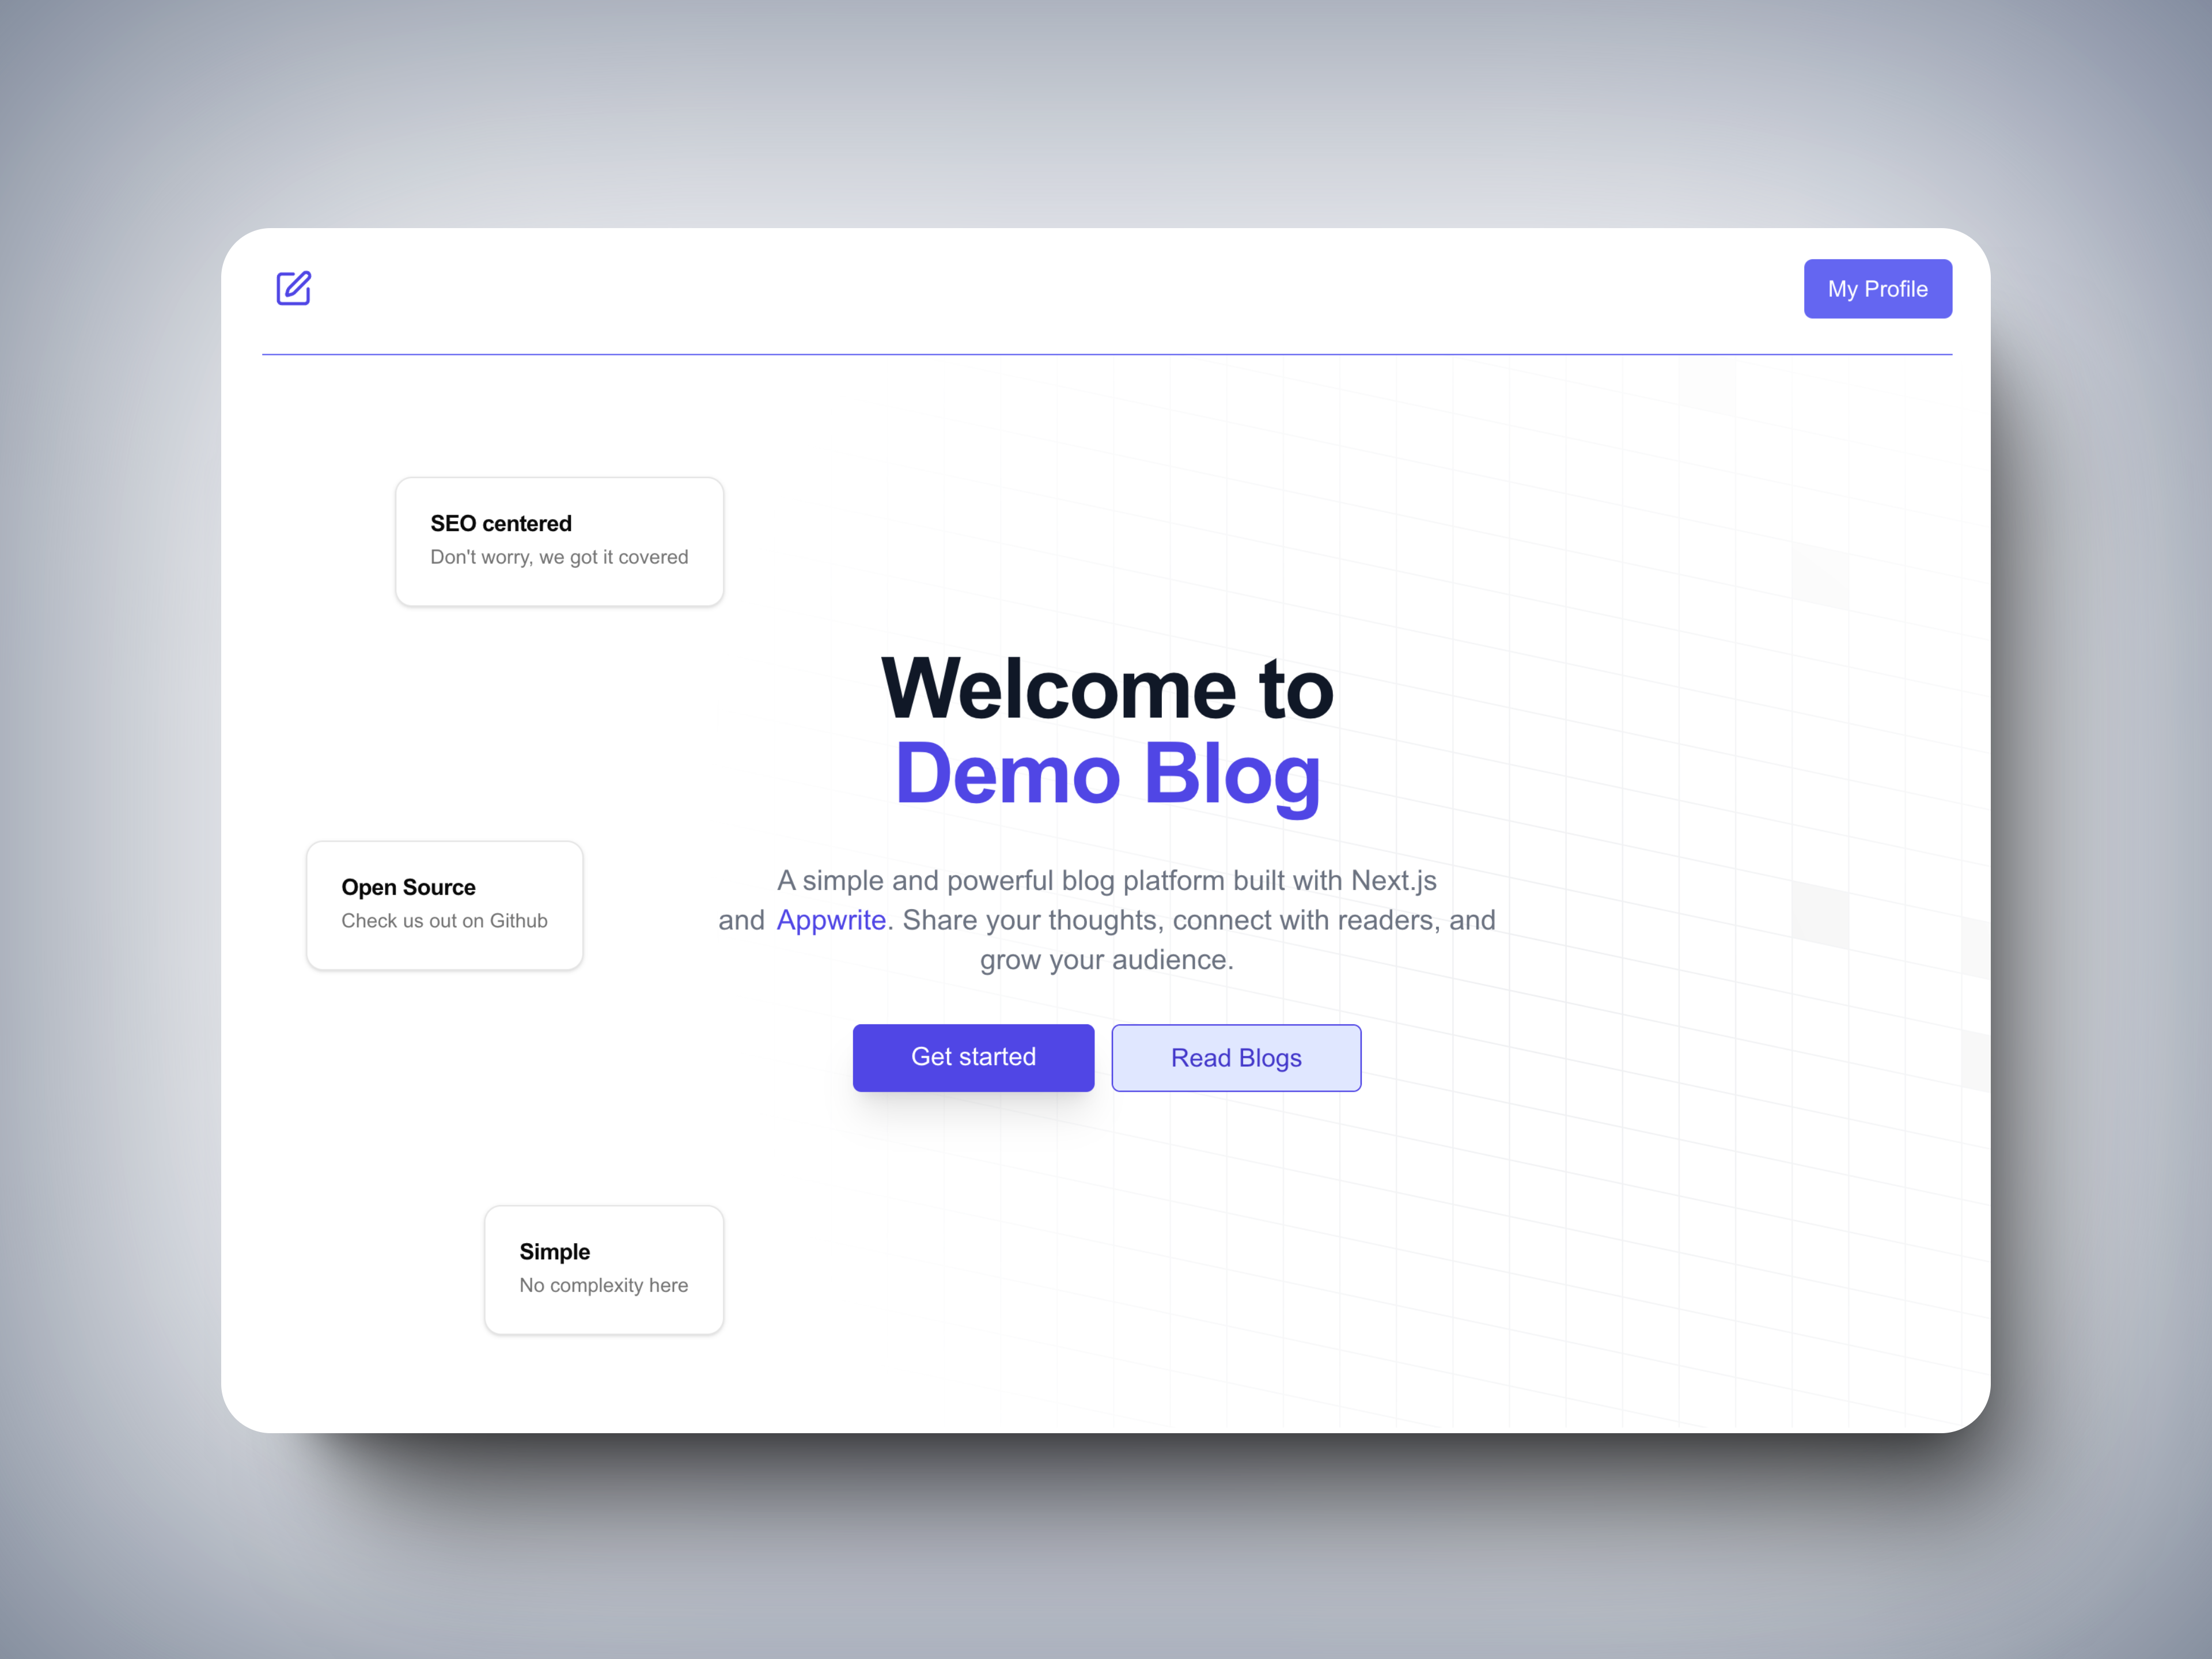 My Profile
SEO centered
Don't worry, we got it covered
Welcome to
Demo Blog
Open Source
Check us out on Github
A simple and powerful blog platform built with Next.js
and Appwrite. Share your thoughts, connect with readers, and
grow your audience.
Get started
Read Blogs
Simple
No complexity here